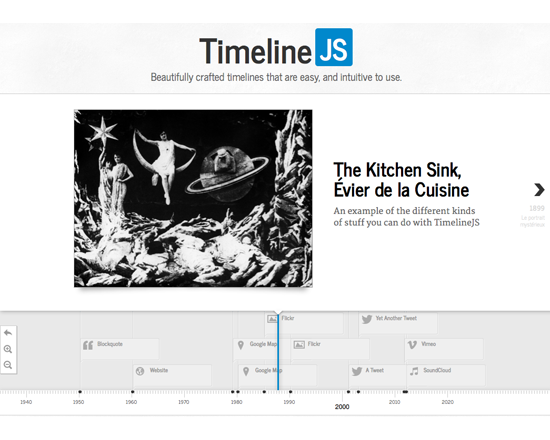 TimelineJS
Beautifully crafted timelines that are easy, and intuitive to use.
The Kitchen Sink,
Évier de la Cuisine
An example of the different kinds
of stuff you can do with TimelineJS
1899
Le portrait
mystérieux
Flickr
Yet Another Tweet
Blockquote
Google Map
Flickr
Vimeo
Website
Google Map
A Tweet
SoundCloud
1940
1950
1960
1970
1980
1990
2000
2010
2020